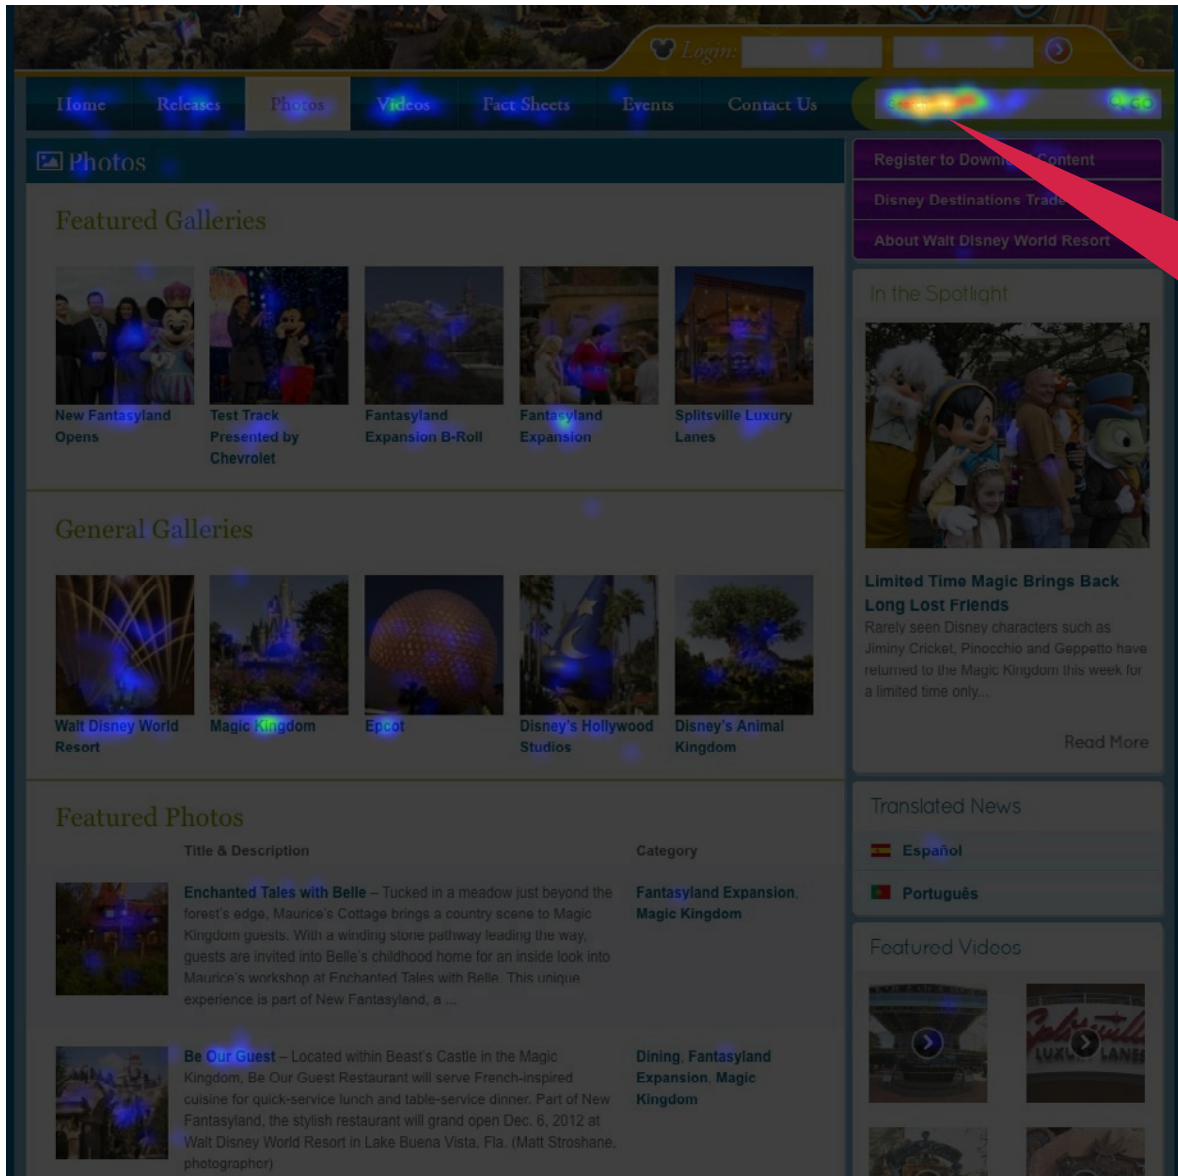 Login:
Home Releases Photos Videos Fact Sheets Events Contact Us GO
Photos
Register to Download Content
Disney Destinations Trade
About Walt Disney World Resort
Featured Galleries
New Fantasyland
Opens
Test Track
Presented by
Chevrolet
Fantasyland
Expansion B-Roll
Fantasyland
Expansion
Splitsville Luxury
Lanes
General Galleries
Walt Disney World
Resort
Magic Kingdom
Epcot
Disney's Hollywood
Studios
Disney's Animal
Kingdom
Featured Photos
Title & Description Category
Enchanted Tales with Belle – Tucked in a meadow just beyond the
forest's edge, Maurice's Cottage brings a country scene to Magic
Kingdom guests. With a winding stone pathway leading the way,
guests are invited into Belle's childhood home for an inside look into
Maurice's workshop at Enchanted Tales with Belle. This unique
experience is part of New Fantasyland, a ...
Fantasyland Expansion,
Magic Kingdom
Be Our Guest – Located within Beast's Castle in the Magic
Kingdom, Be Our Guest Restaurant will serve French-inspired
cuisine for quick-service lunch and table-service dinner. Part of New
Fantasyland, the stylish restaurant will grand open Dec. 6, 2012 at
Walt Disney World Resort in Lake Buena Vista, Fla. (Matt Stroshane,
photographer)
Dining, Fantasyland
Expansion, Magic
Kingdom
In the Spotlight
Limited Time Magic Brings Back
Long Lost Friends
Rarely seen Disney characters such as
Jiminy Cricket, Pinocchio and Geppetto have
returned to the Magic Kingdom this week for
a limited time only...
Read More
Translated News
Español
Português
Featured Videos
Splitsville
LUXURY LANES